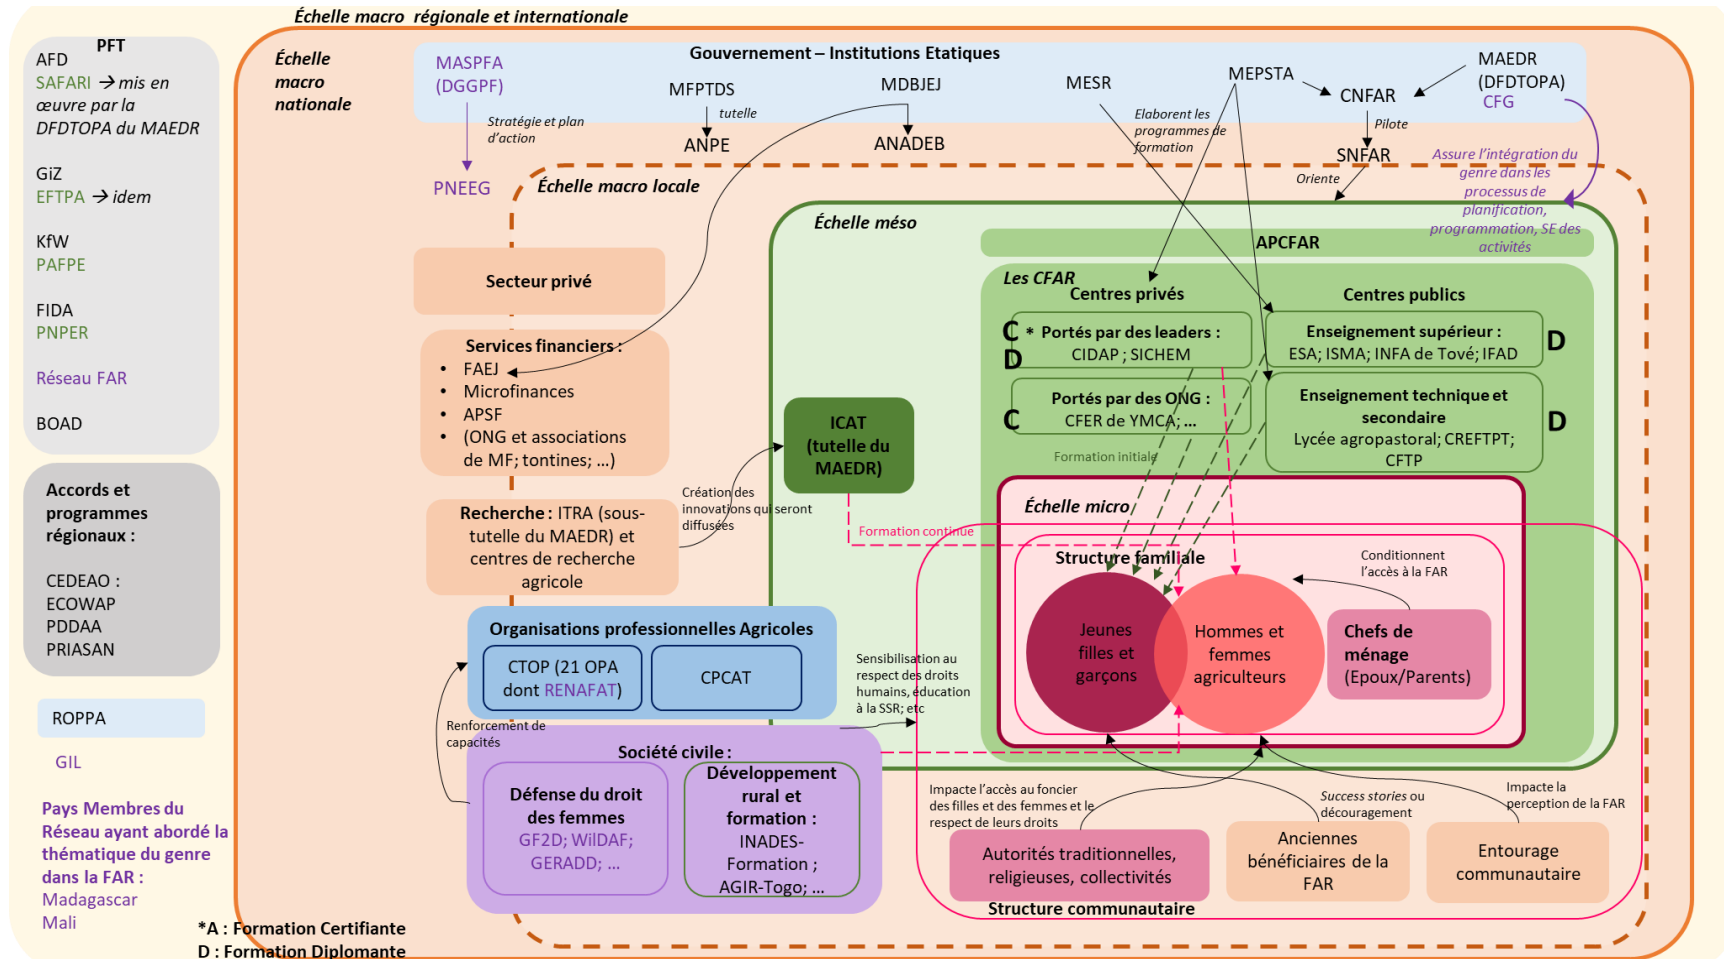 Échelle macro régionale et internationale
PFT
AFD
SAFARI → mis en
œuvre par la
DFDTOPA du MAEDR
GiZ
EFTPA → idem
KfW
PAFPE
FIDA
PNPER
Réseau FAR
BOAD
Accords et
programmes
régionaux :
CEDEAO :
ECOWAP
PDDAA
PRIASAN
ROPPA
GIL
Pays Membres du
Réseau ayant abordé la
thématique du genre
dans la FAR :
Madagascar
Mali
*A : Formation Certifiante
D : Formation Diplomante
Échelle
macro
nationale
Gouvernement – Institutions Etatiques
MASPFA
(DGGPF)
MFPTDS
MDBJEJ
MESR
MEPSTA
CNFAR
MAEDR
(DFDTOPA)
CFG
Stratégie et plan
d'action
tutelle
Elaborent les
programmes de
formation
Pilote
PNEEG
ANPE
ANADEB
SNFAR
Oriente
Assure l'intégration du
genre dans les
processus de
planification,
programmation, SE des
activités
Échelle macro locale
Secteur privé
Services financiers :
• FAEJ
• Microfinances
• APSF
• (ONG et associations
de MF; tontines; ...)
Recherche : ITRA (sous-
tutelle du MAEDR) et
centres de recherche
agricole
Création des
innovations qui seront
diffusées
Organisations professionnelles Agricoles
CTOP (21 OPA
dont RENAFAT)
CPCAT
Renforcement de
capacités
Société civile :
Défense du droit
des femmes
GF2D; WilDAF;
GERADD; ...
Développement
rural et
formation :
INADES-
Formation ;
AGIR-Togo; ...
Sensibilisation au
respect des droits
humains, éducation
à la SSR; etc
Échelle méso
ICAT
(tutelle du
MAEDR)
Formation continue
APCFAR
Les CFAR
Centres privés
C
D
* Portés par des leaders :
CIDAP ; SICHEM
C
Portés par des ONG :
CFER de YMCA; ...
Formation initiale
Centres publics
Enseignement supérieur :
ESA; ISMA; INFA de Tové; IFAD
D
Enseignement technique et
secondaire
Lycée agropastoral; CREFTPT;
CFTP
D
Échelle micro
Structure familiale
Jeunes
filles et
garçons
Hommes et
femmes
agriculteurs
Conditionnent
l'accès à la FAR
Chefs de
ménage
(Epoux/Parents)
Impacte l'accès au foncier
des filles et des femmes et le
respect de leurs droits
Success stories ou
découragement
Impacte la
perception de la FAR
Autorités traditionnelles,
religieuses, collectivités
Anciennes
bénéficiaires de la
FAR
Entourage
communautaire
Structure communautaire